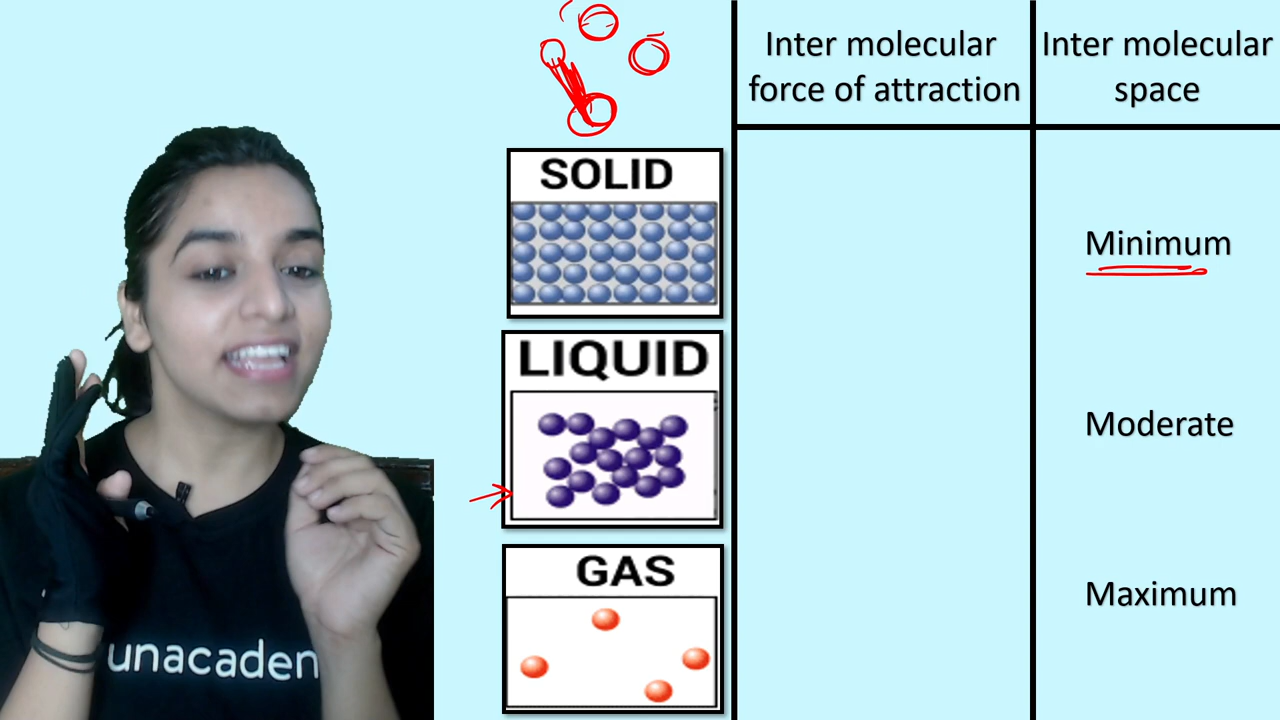 Inter molecular
force of attraction
Inter molecular
space
SOLID
Minimum
LIQUID
Moderate
GAS
Maximum
unacaden